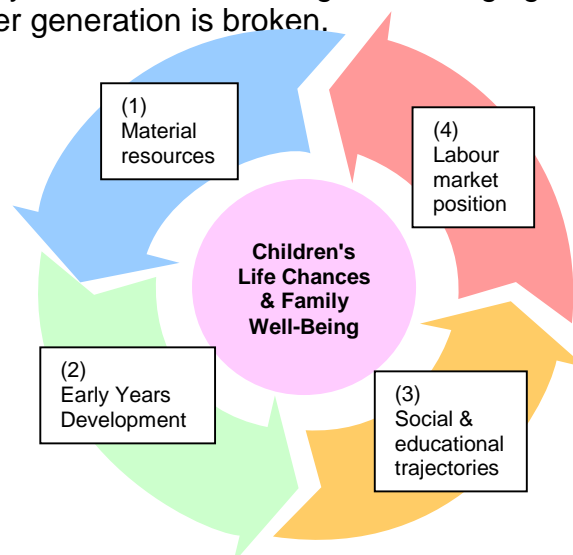 er generation is broken.
(1)
Material
resources
(4)
Labour
market
position
Children's
Life Chances
& Family
Well-Being
(2)
Early Years
Development
(3)
Social &
educational
trajectories